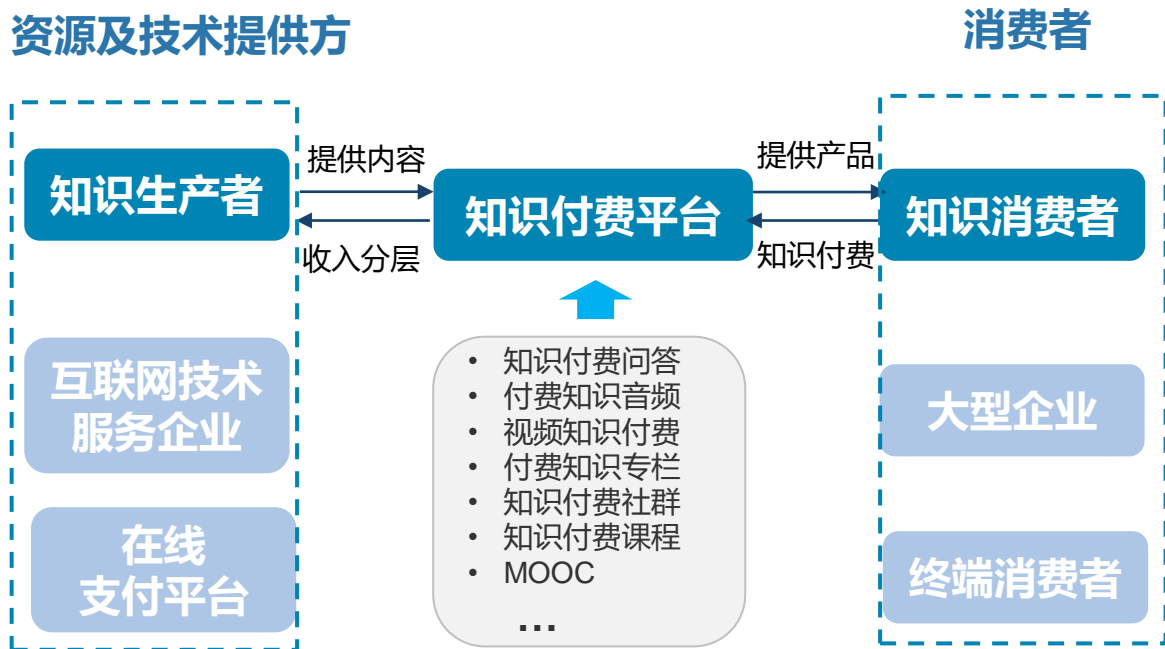 资源及技术提供方
消费者
知识生产者
提供内容
收入分层
知识付费平台
提供产品
知识付费
知识消费者
互联网技术
服务企业
在线
支付平台
• 知识付费问答
• 付费知识音频
• 视频知识付费
• 付费知识专栏
• 知识付费社群
• 知识付费课程
• MOOC
...
大型企业
终端消费者